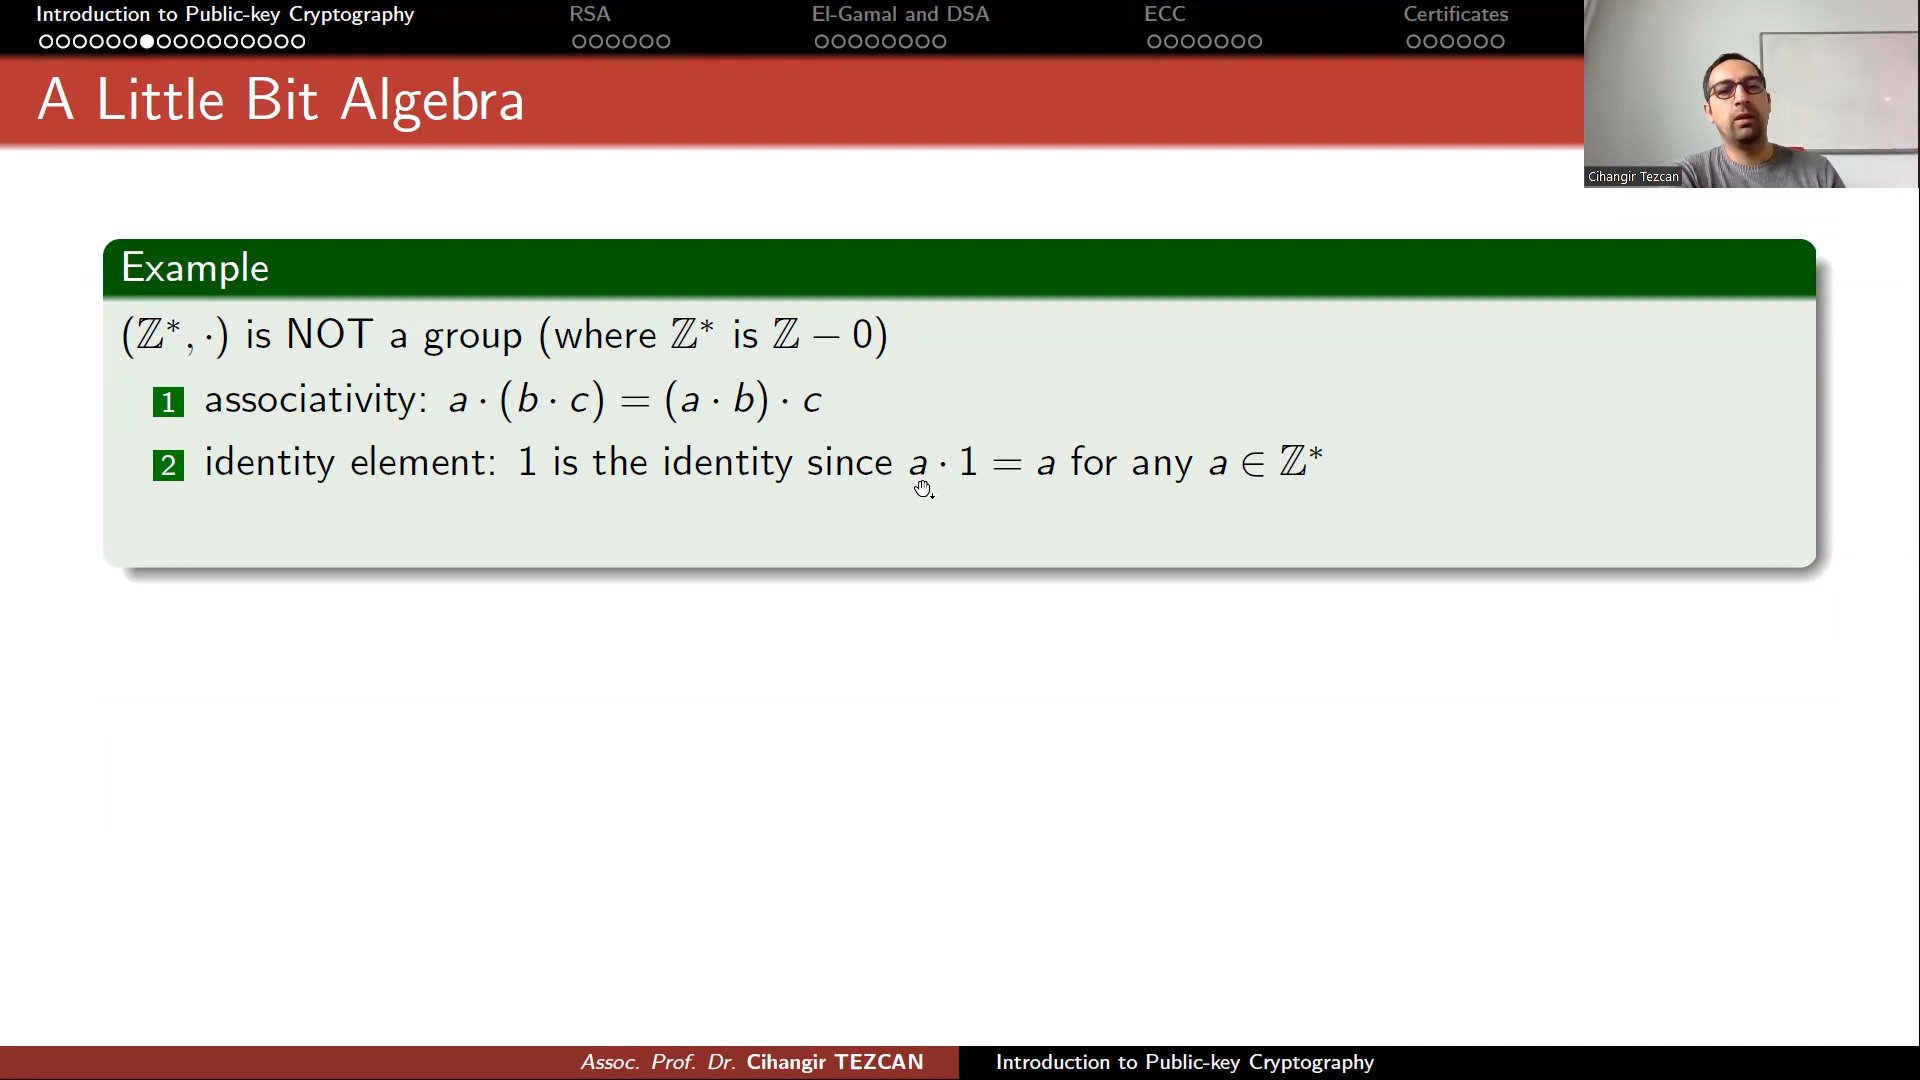 Introduction to Public-key Cryptography RSA El-Gamal and DSA ECC Certificates
A Little Bit Algebra
Cihangir Tezcan
Example
(ℤ*, ·) is NOT a group (where ℤ* is ℤ − 0)
1 associativity: a · (b · c) = (a · b) · c
2 identity element: 1 is the identity since a · 1 = a for any a ∈ ℤ*
Assoc. Prof. Dr. Cihangir TEZCAN Introduction to Public-key Cryptography